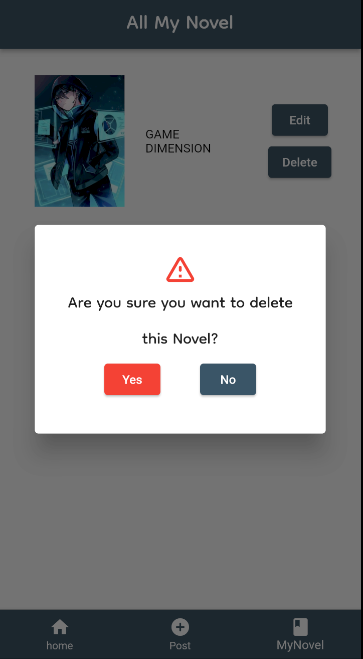 All My Novel
GAME
DIMENSION
Edit
Delete
Are you sure you want to delete
this Novel?
Yes
No
home
Post
MyNovel